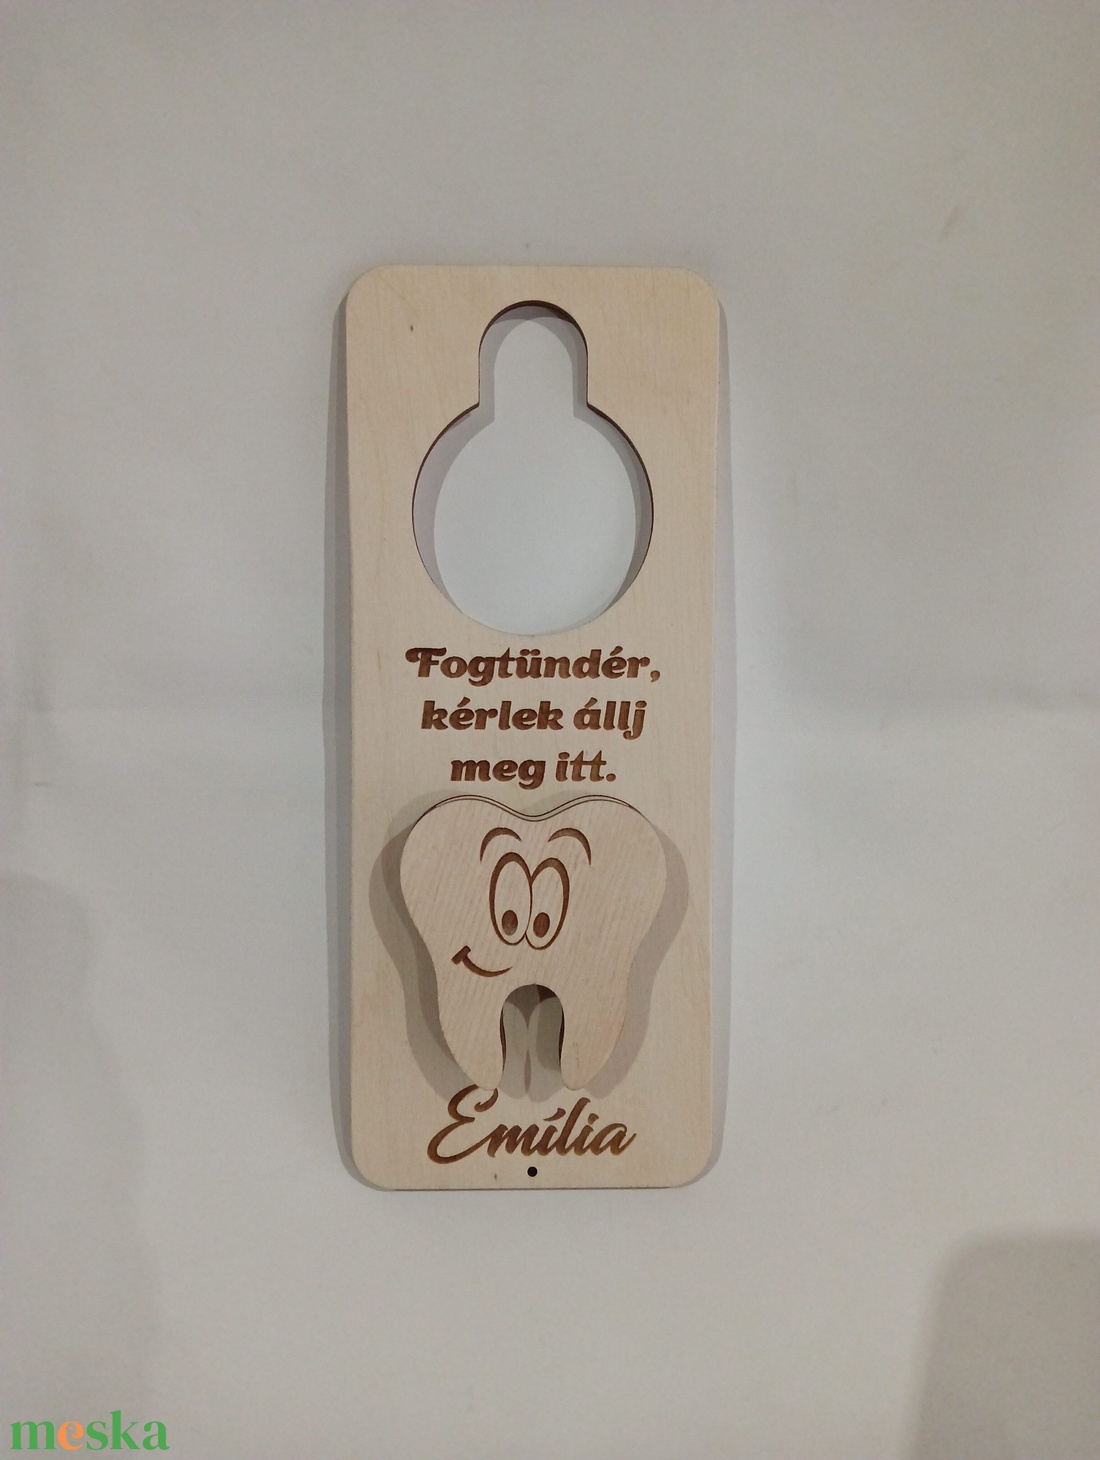 Fogtündér,
kérlek állj
meg itt.
Emília
meska